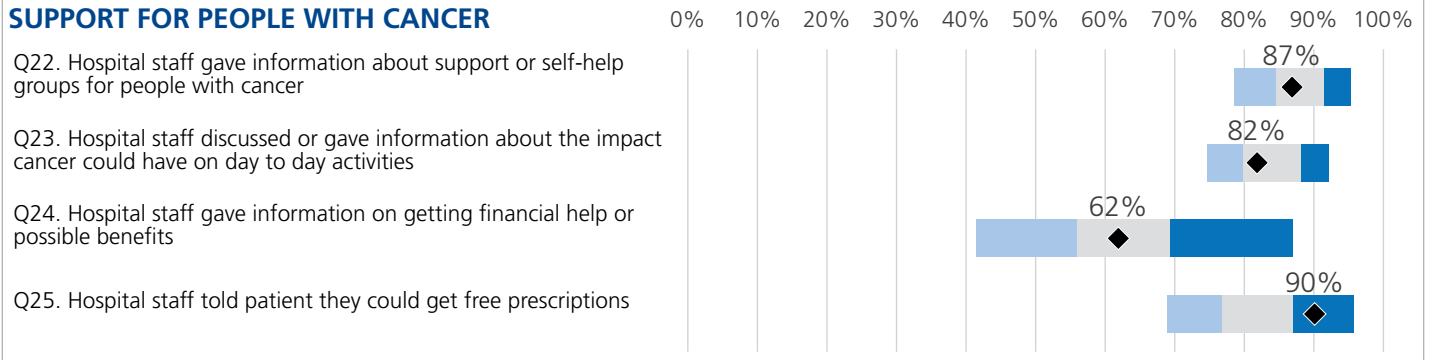 SUPPORT FOR PEOPLE WITH CANCER
0% 10% 20% 30% 40% 50% 60% 70% 80% 90% 100%
Q22. Hospital staff gave information about support or self-help
groups for people with cancer
87%
Q23. Hospital staff discussed or gave information about the impact
cancer could have on day to day activities
82%
Q24. Hospital staff gave information on getting financial help or
possible benefits
62%
Q25. Hospital staff told patient they could get free prescriptions
90%